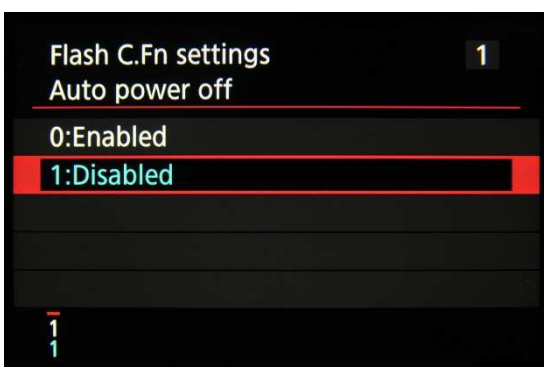 Flash C.Fn settings 1
Auto power off
0:Enabled
1:Disabled
1
1